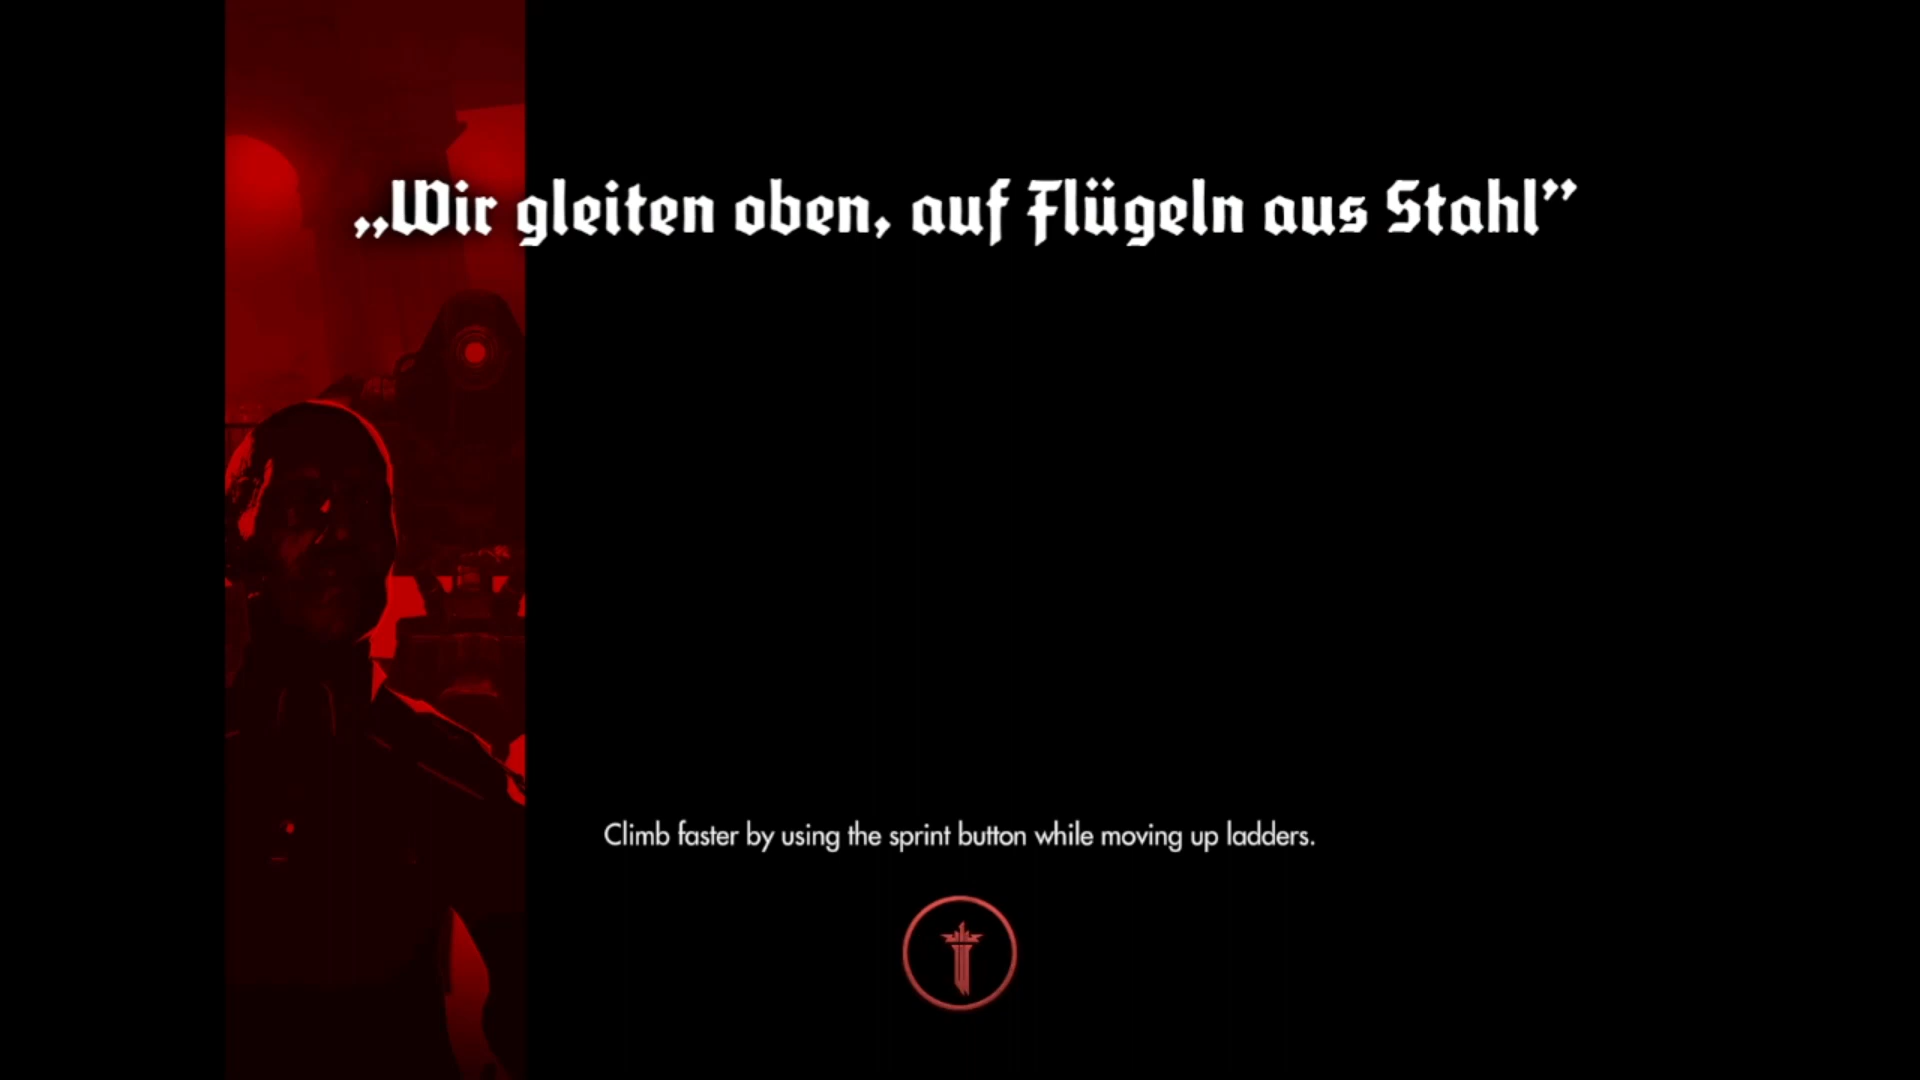 „Wir gleiten oben, auf Flügeln aus Stahl”
Climb faster by using the sprint button while moving up ladders.